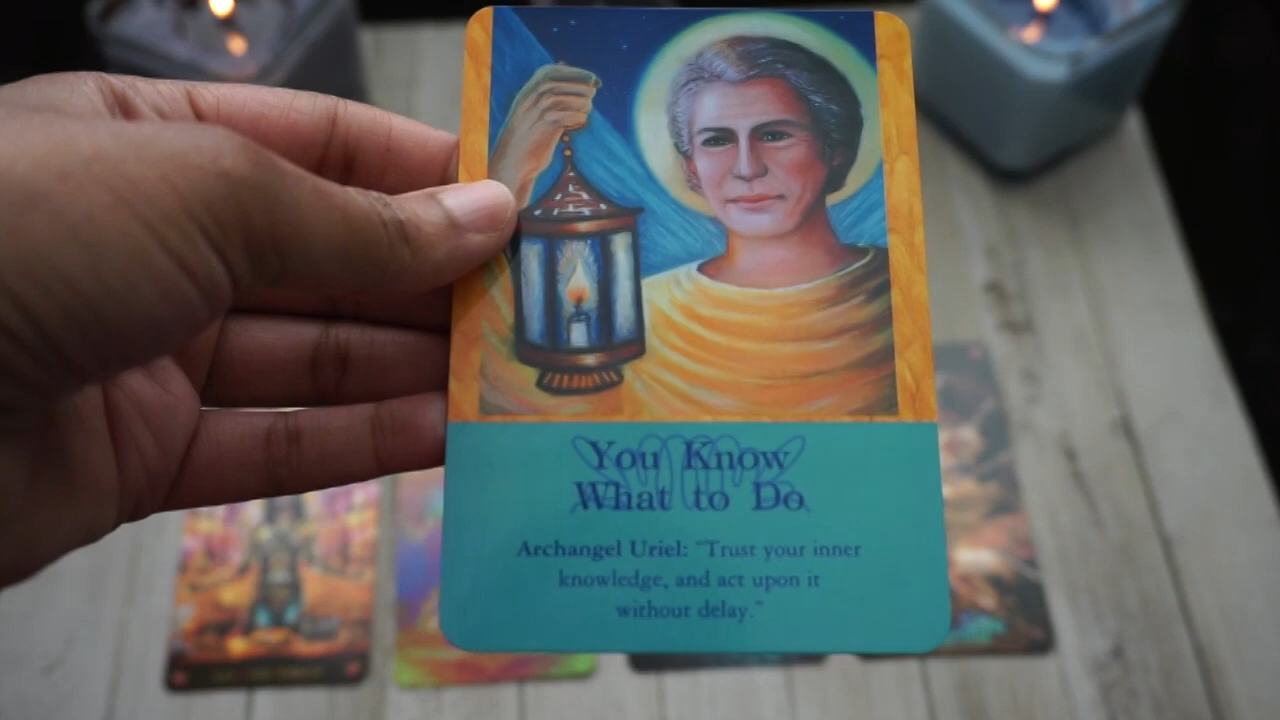 You Know
What to Do
Archangel Uriel: "Trust your inner
knowledge, and act upon it
without delay."